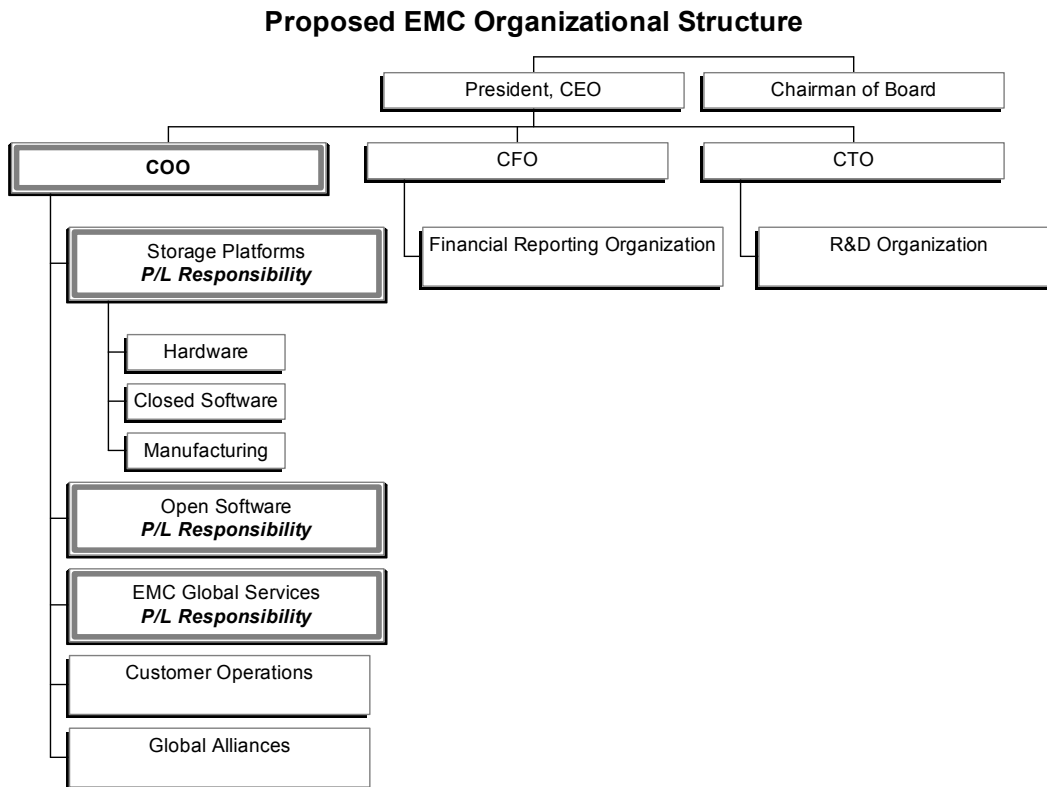 Proposed EMC Organizational Structure
President, CEO
Chairman of Board
COO
CFO
CTO
Storage Platforms
P/L Responsibility
Financial Reporting Organization
R&D Organization
Hardware
Closed Software
Manufacturing
Open Software
P/L Responsibility
EMC Global Services
P/L Responsibility
Customer Operations
Global Alliances